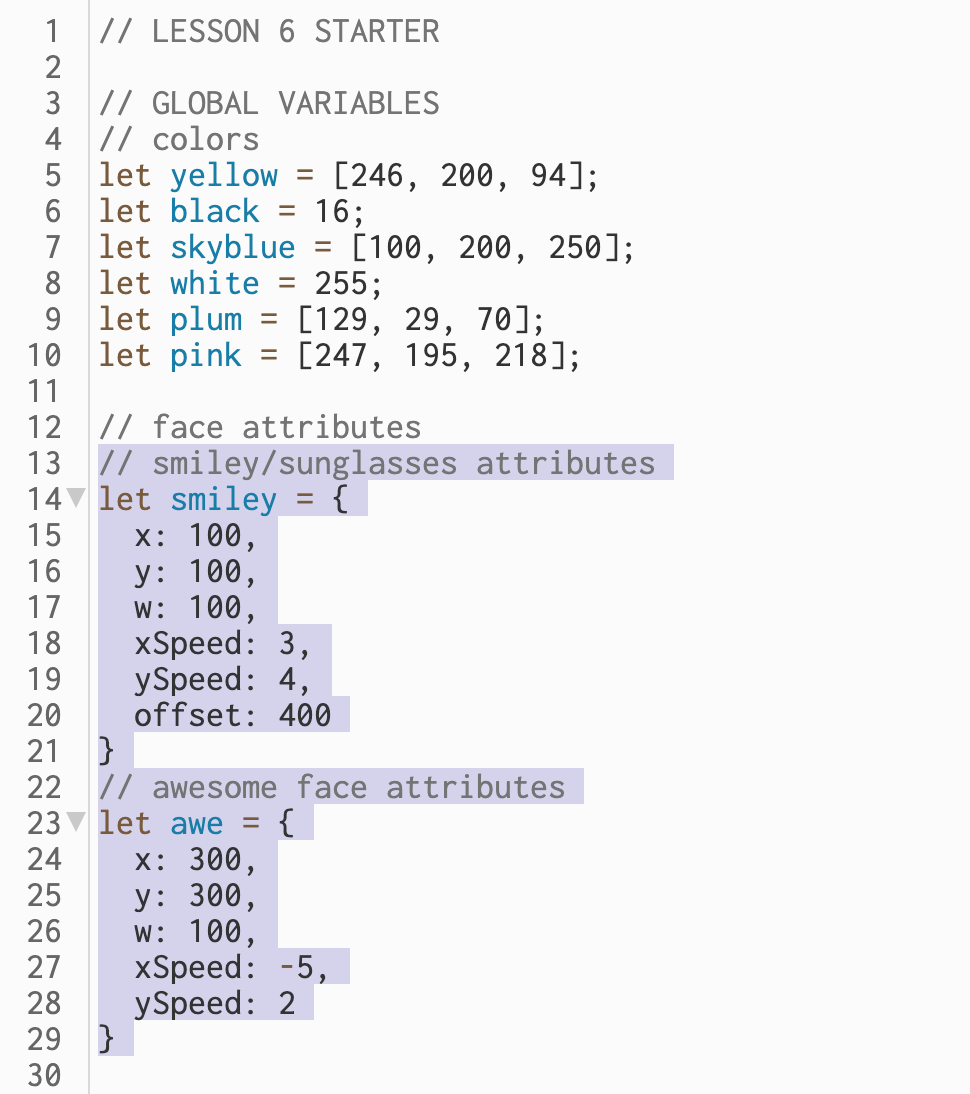 1 // LESSON 6 STARTER
2
3 // GLOBAL VARIABLES
4 // colors
5 let yellow = [246, 200, 94];
6 let black = 16;
7 let skyblue = [100, 200, 250];
8 let white = 255;
9 let plum = [129, 29, 70];
10 let pink = [247, 195, 218];
11
12 // face attributes
13 // smiley/sunglasses attributes
14 let smiley = {
15   x: 100,
16   y: 100,
17   w: 100,
18   xSpeed: 3,
19   ySpeed: 4,
20   offset: 400
21 }
22 // awesome face attributes
23 let awe = {
24   x: 300,
25   y: 300,
26   w: 100,
27   xSpeed: -5,
28   ySpeed: 2
29 }
30